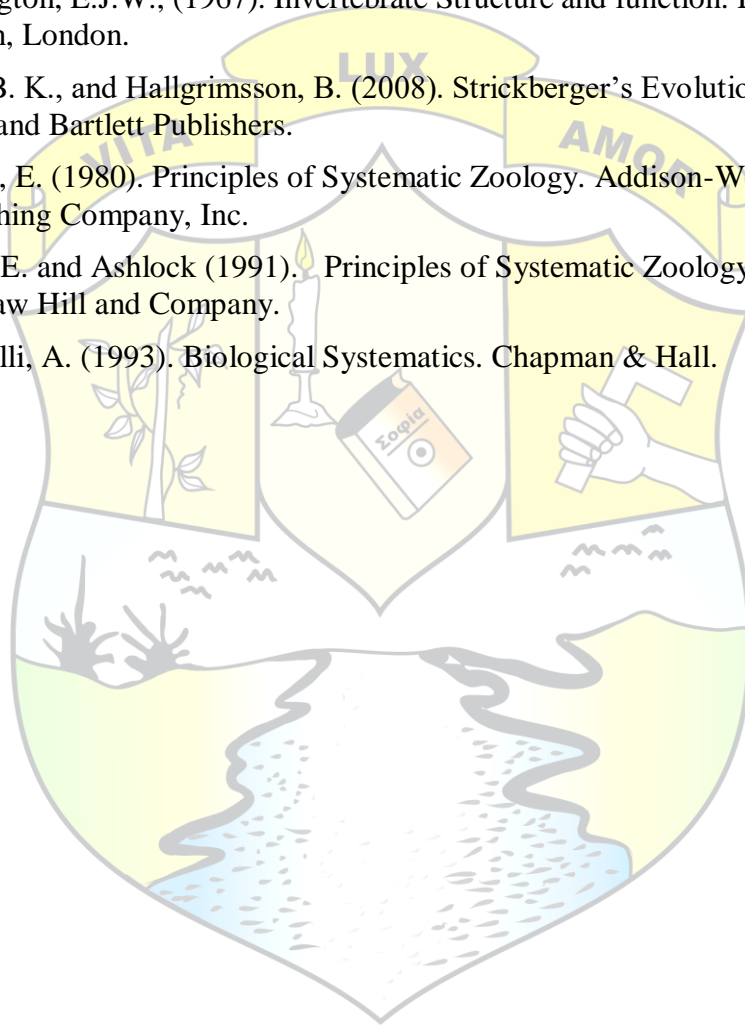 gton, E.J.W., (1967). Invertebrate Structure and function.
n, London.
LUX
B. K., and Hallgrimsson, B. (2008). Strickberger’s Evolutio
and Bartlett Publishers.
VITA
AMOR
, E. (1980). Principles of Systematic Zoology. Addison-W
hing Company, Inc.
E. and Ashlock (1991). Principles of Systematic Zoology
aw Hill and Company.
lli, A. (1993). Biological Systematics. Chapman & Hall.
Σοφία